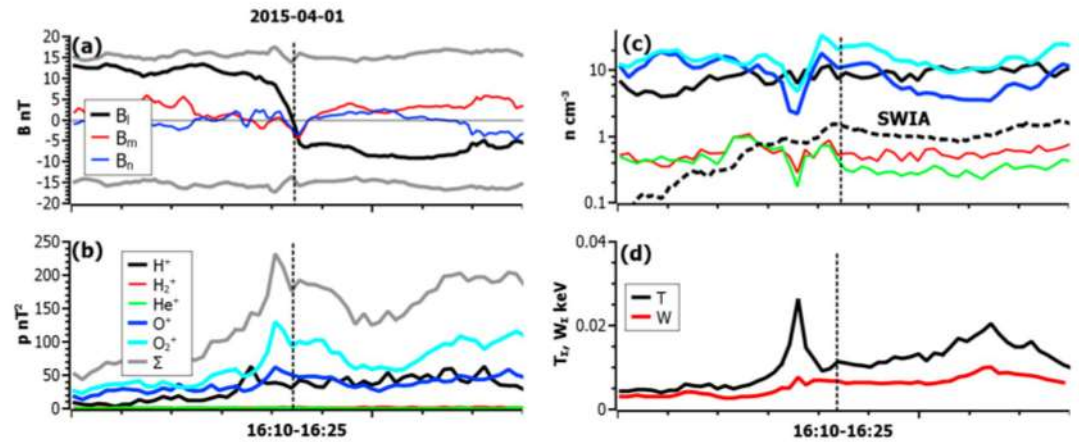 2015-04-01
(a)
20
15
10
5
0
-5
-10
-15
-20
B nT
Bl
Bm
Bn
(b)
250
200
150
100
50
0
p nT²
H⁺
H₂⁺
He⁺
O⁺
O₂⁺
Σ
16:10-16:25
(c)
10
1
0.1
n cm⁻³
SWIA
(d)
0.04
0.02
0
TΣ, WΣ keV
T
W
16:10-16:25